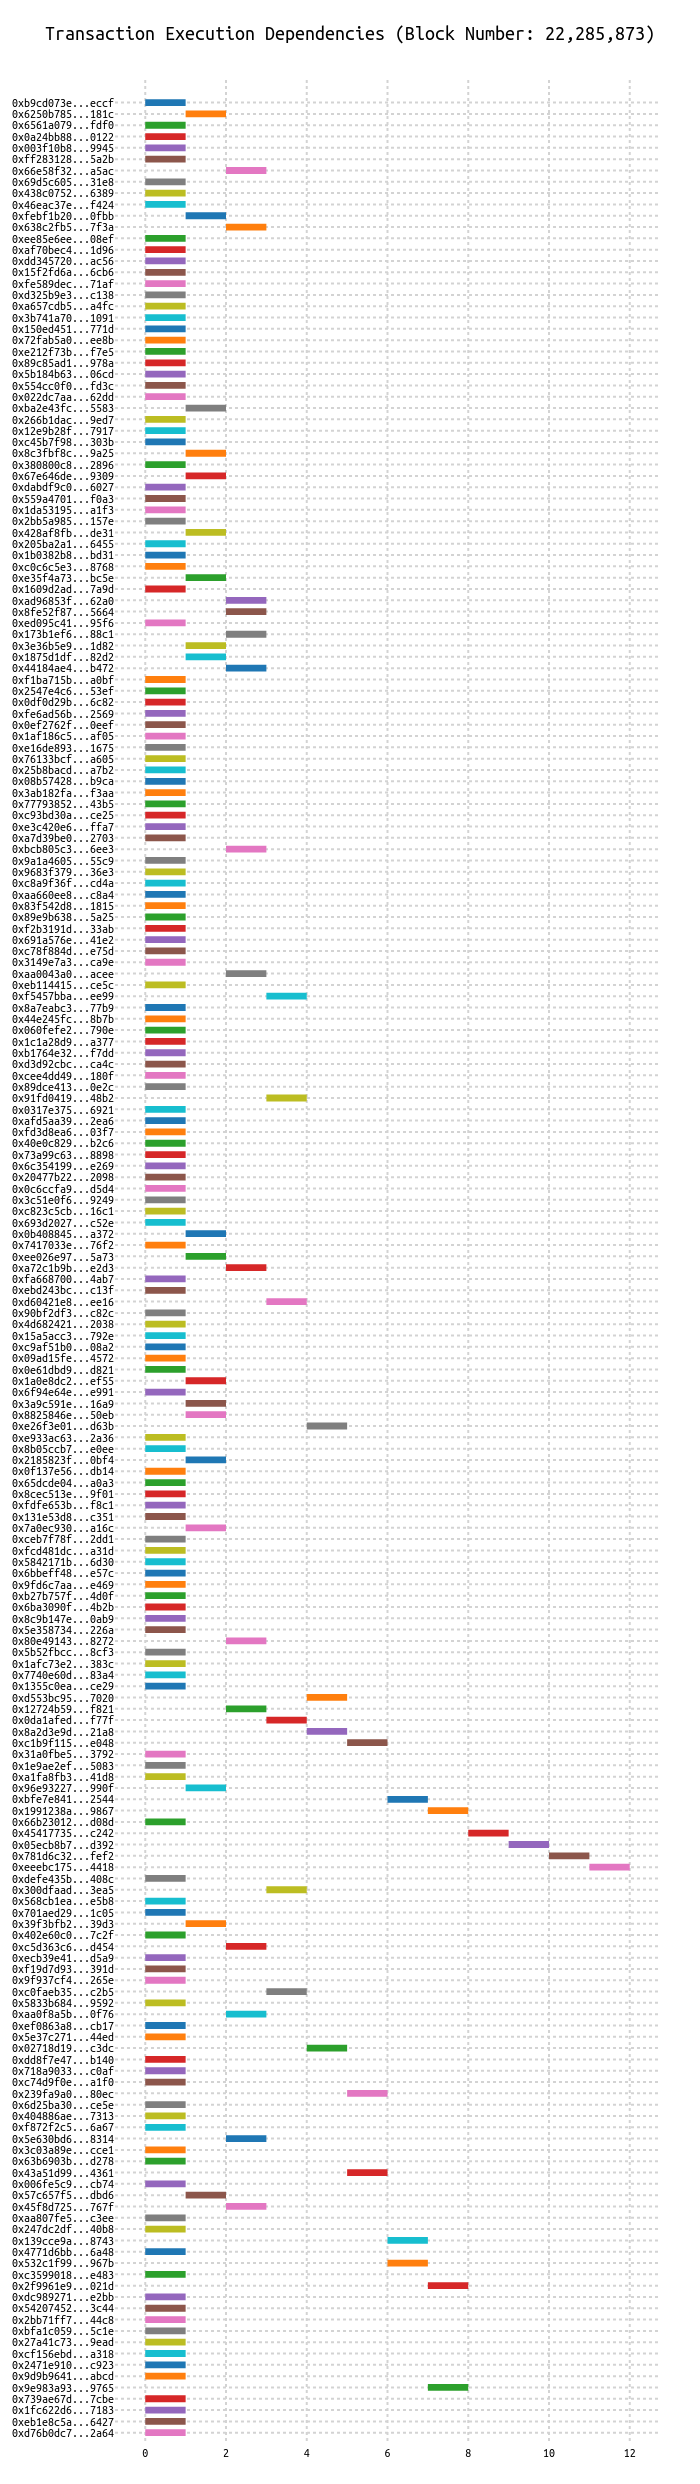 Transaction Execution Dependencies (Block Number: 22,285,873)
0xb9cd073e...eccf
0x6250b785...181c
0x6561a079...fdf0
0x0a24bb88...0122
0x003f10b8...9945
0xff283128...5a2b
0x66e58f32...a5ac
0x69d5c605...31e8
0x438c0752...6389
0x46eac37e...f424
0xfebf1b20...0fbb
0x638c2fb5...7f3a
0xee85e6ee...08ef
0xaf70bec4...1d96
0xdd345720...ac56
0x15f2fd6a...6cb6
0xfe589dec...71af
0xd325b9e3...c138
0xa657cdb5...a4fc
0x3b741a70...1091
0x150ed451...771d
0x72fab5a0...ee8b
0xe212f73b...f7e5
0x89c85ad1...978a
0x5b184b63...06cd
0x554cc0f0...fd3c
0x022dc7aa...62dd
0xba2e43fc...5583
0x266b1dac...9ed7
0x12e9b28f...7917
0xc45b7f98...303b
0x8c3fbf8c...9a25
0x380800c8...2896
0x67e646de...9309
0xdabdf9c0...6027
0x559a4701...f0a3
0x1da53195...a1f3
0x2bb5a985...157e
0x428af8fb...de31
0x205ba2a1...6455
0x1b0382b8...bd31
0xc0c6c5e3...8768
0xe35f4a73...bc5e
0x1609d2ad...7a9d
0xad96853f...62a0
0x8fe52f87...5664
0xed095c41...95f6
0x173b1ef6...88c1
0x3e36b5e9...1d82
0x1875d1df...82d2
0x44184ae4...b472
0xf1ba715b...a0bf
0x2547e4c6...53ef
0x0df0d29b...6c82
0xfe6ad56b...2569
0x0ef2762f...0eef
0x1af186c5...af05
0xe16de893...1675
0x76133bcf...a605
0x25b8bacd...a7b2
0x08b57428...b9ca
0x3ab182fa...f3aa
0x77793852...43b5
0xc93bd30a...ce25
0xe3c420e6...ffa7
0xa7d39be0...2703
0xbcb805c3...6ee3
0x9a1a4605...55c9
0x9683f379...36e3
0xc8a9f36f...cd4a
0xaa660ee8...c8a4
0x83f542d8...1815
0x89e9b638...5a25
0xf2b3191d...33ab
0x691a576e...41e2
0xc78f884d...e75d
0x3149e7a3...ca9e
0xaa0043a0...acee
0xeb114415...ce5c
0xf5457bba...ee99
0x8a7eabc3...77b9
0x44e245fc...8b7b
0x060fefe2...790e
0x1c1a28d9...a377
0xb1764e32...f7dd
0xd3d92cbc...ca4c
0xcee4dd49...180f
0x89dce413...0e2c
0x91fd0419...48b2
0x0317e375...6921
0xafd5aa39...2ea6
0xfd3d8ea6...03f7
0x40e0c829...b2c6
0x73a99c63...8898
0x6c354199...e269
0x20477b22...2098
0x0c6ccfa9...d5d4
0x3c51e0f6...9249
0xc823c5cb...16c1
0x693d2027...c52e
0x0b408845...a372
0x7417033e...76f2
0xee026e97...5a73
0xa72c1b9b...e2d3
0xfa668700...4ab7
0xebd243bc...c13f
0xd60421e8...ee16
0x90bf2df3...c82c
0x4d682421...2038
0x15a5acc3...792e
0xc9af51b0...08a2
0x09ad15fe...4572
0x0e61dbd9...d821
0x1a0e8dc2...ef55
0x6f94e64e...e991
0x3a9c591e...16a9
0x8825846e...50eb
0xe26f3e01...d63b
0xe933ac63...2a36
0x8b05ccb7...e0ee
0x2185823f...0bf4
0x0f137e56...db14
0x65dcde04...a0a3
0x8cec513e...9f01
0xfdfe653b...f8c1
0x131e53d8...c351
0x7a0ec930...a16c
0xceb7f78f...2dd1
0xfcd481dc...a31d
0x5842171b...6d30
0x6bbeff48...e57c
0x9fd6c7aa...e469
0xb27b757f...4d0f
0x6ba3090f...4b2b
0x8c9b147e...0ab9
0x5e358734...226a
0x80e49143...8272
0x5b52fbcc...8cf3
0x1afc73e2...383c
0x7740e60d...83a4
0x1355c0ea...ce29
0xd553bc95...7020
0x12724b59...f821
0x0da1afed...f77f
0x8a2d3e9d...21a8
0xc1b9f115...e048
0x31a0fbe5...3792
0x1e9ae2ef...5083
0xa1fa8fb3...41d8
0x96e93227...990f
0xbfe7e841...2544
0x1991238a...9867
0x66b23012...d08d
0x45417735...c242
0x05ecb8b7...d392
0x781d6c32...fef2
0xeeebc175...4418
0xdefe435b...408c
0x300dfaad...3ea5
0x568cb1ea...e5b8
0x701aed29...1c05
0x39f3bfb2...39d3
0x402e60c0...7c2f
0xc5d363c6...d454
0xecb39e41...d5a9
0xf19d7d93...391d
0x9f937cf4...265e
0xc0faeb35...c2b5
0x5833b684...9592
0xaa0f8a5b...0f76
0xef0863a8...cb17
0x5e37c271...44ed
0x02718d19...c3dc
0xdd8f7e47...b140
0x718a9033...c0af
0xc74d9f0e...a1f0
0x239fa9a0...80ec
0x6d25ba30...ce5e
0x404886ae...7313
0xf872f2c5...6a67
0x5e630bd6...8314
0x3c03a89e...cce1
0x63b6903b...d278
0x43a51d99...4361
0x006fe5c9...cb74
0x57c657f5...dbd6
0x45f8d725...767f
0xaa807fe5...c3ee
0x247dc2df...40b8
0x139cce9a...8743
0x4771d6bb...6a48
0x532c1f99...967b
0xc3599018...e483
0x2f9961e9...021d
0xdc989271...e2bb
0x54207452...3c44
0x2bb71ff7...44c8
0xbfa1c059...5c1e
0x27a41c73...9ead
0xcf156ebd...a318
0x2471e910...c923
0x9d9b9641...abcd
0x9e983a93...9765
0x739ae67d...7cbe
0x1fc622d6...7183
0xeb1e8c5a...6427
0xd76b0dc7...2a64
0 2 4 6 8 10 12